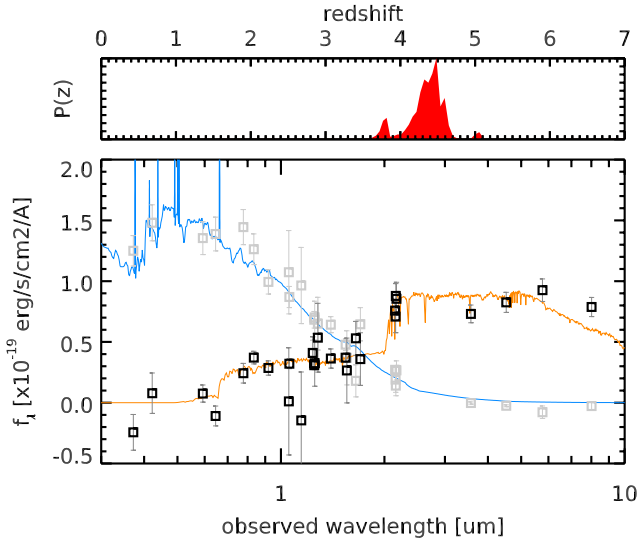 redshift
0 1 2 3 4 5 6 7
P(z)
2.0
1.5
1.0
0.5
0.0
-0.5
fλ [x10⁻¹⁹ erg/s/cm2/A]
1 10
observed wavelength [um]